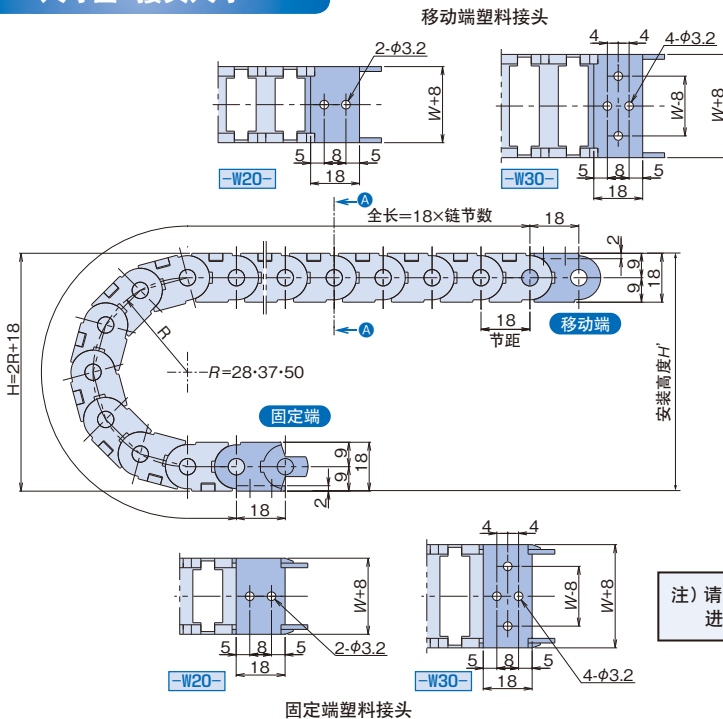 移动端塑料接头
2-φ3.2
W+8
5 8 5
18
-W20-
4 4
4-φ3.2
W-8
W+8
5 8 5
18
-W30-
A
全长=18×链节数
18
2
9
18
9
H=2R+18
R
R=28·37·50
A
18
节距
移动端
安装高度H'
固定端
9
18
9
2
18
W+8
2-φ3.2
5 8 5
18
-W20-
4 4
W-8
W+8
5 8 5
18
4-φ3.2
-W30-
注）请
进
固定端塑料接头